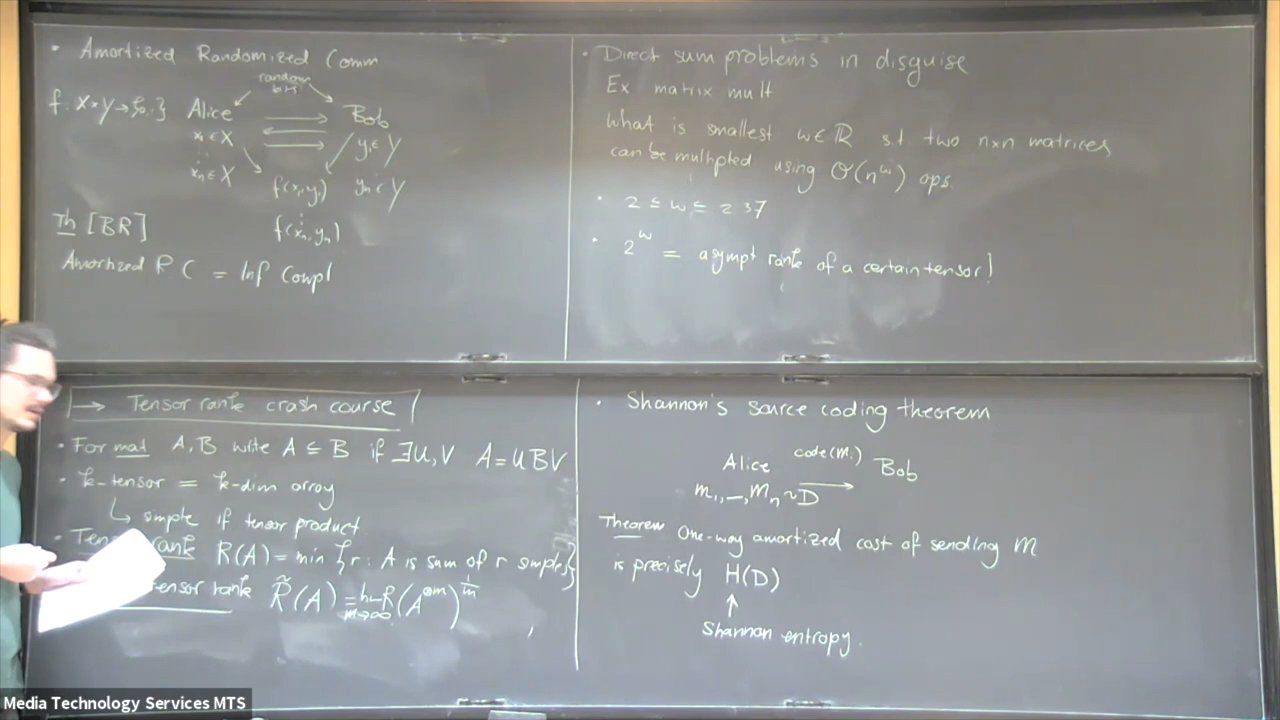 • Amortized Randomized Comm
random
bits
f: X×Y→{0,1} Alice Bob
x₁∈X y₁∈Y
⋮
xₙ∈X f(x₁,y₁) yₙ∈Y
⋮
f(xₙ,yₙ)
Th [BR]
Amortized R C = Inf Compl
• Direct sum problems in disguise
Ex matrix mult
What is smallest w∈ℝ s.t two n×n matrices
can be multiplied using O(n^w) ops.
• 2 ≤ w ≤ 2 37
• 2^w = asympt rank of a certain tensor!
→ Tensor rank crash course
• For mat A, B write A ≤ B if ∃U, V A = UBV
• k-tensor = k-dim array
↳ simple if tensor product
• rank R(A) = min {r : A is sum of r simples}
tensor rank R̃(A) = lim m→∞ R(A^⊗m)^(1/m)
• Shannon's source coding theorem
Alice code(mᵢ) Bob
m₁, –, mₙ ~ D →
Theorem One-way amortized cost of sending M
is precisely H(D)
↑
Shannon entropy.
Media Technology Services MTS